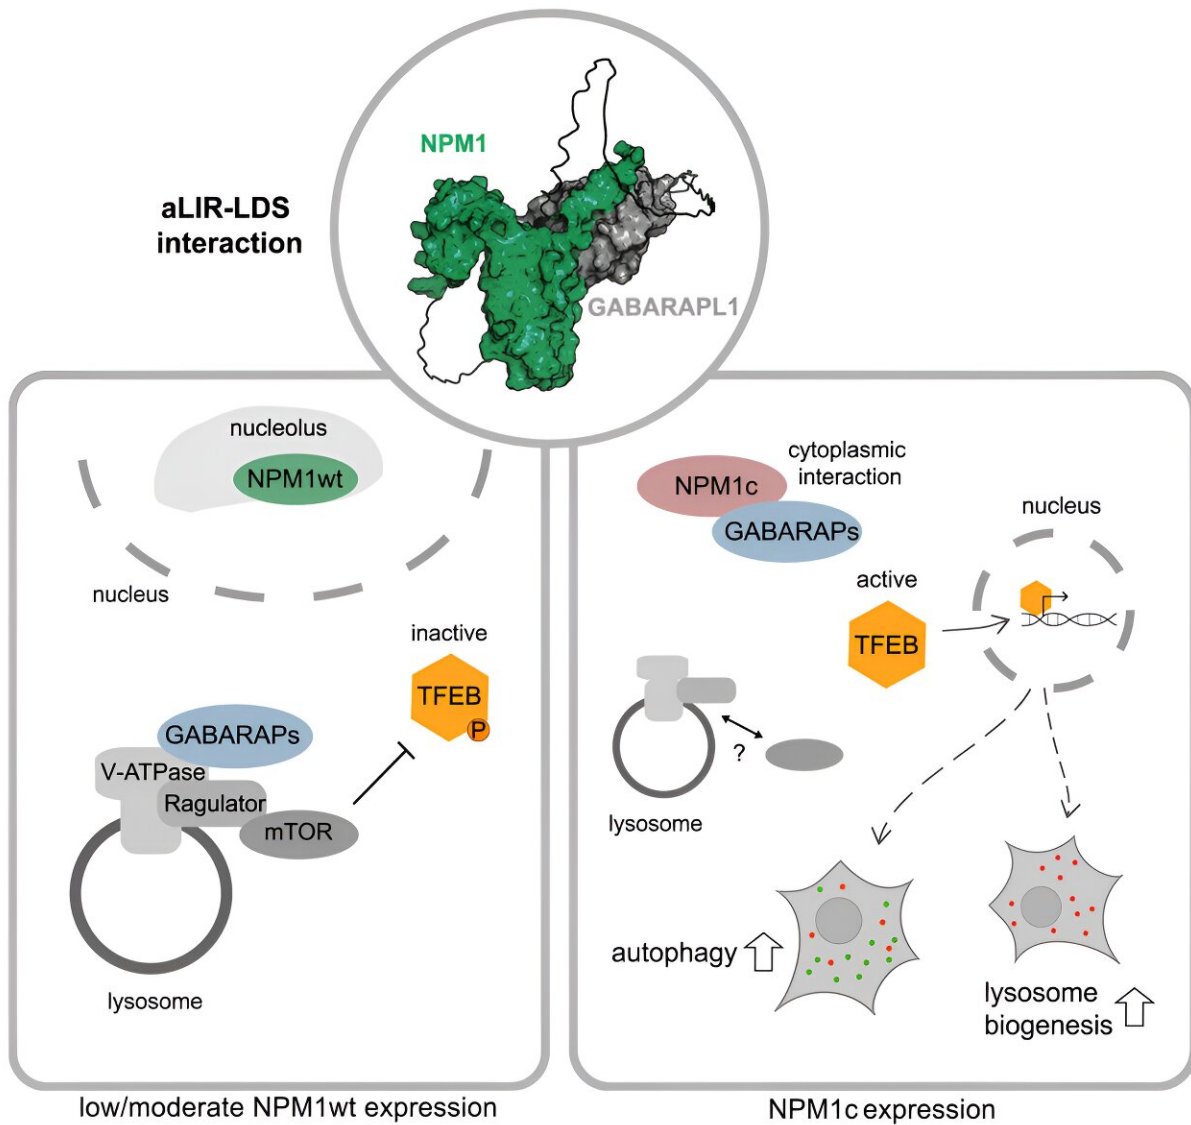 NPM1
aLIR-LDS
interaction
GABARAPL1
nucleolus
NPM1wt
nucleus
inactive
TFEB
P
GABARAPs
V-ATPase
Ragulator
mTOR
lysosome
low/moderate NPM1wt expression
cytoplasmic
interaction
NPM1c
GABARAPs
nucleus
active
TFEB
?
lysosome
autophagy
lysosome
biogenesis
NPM1c expression